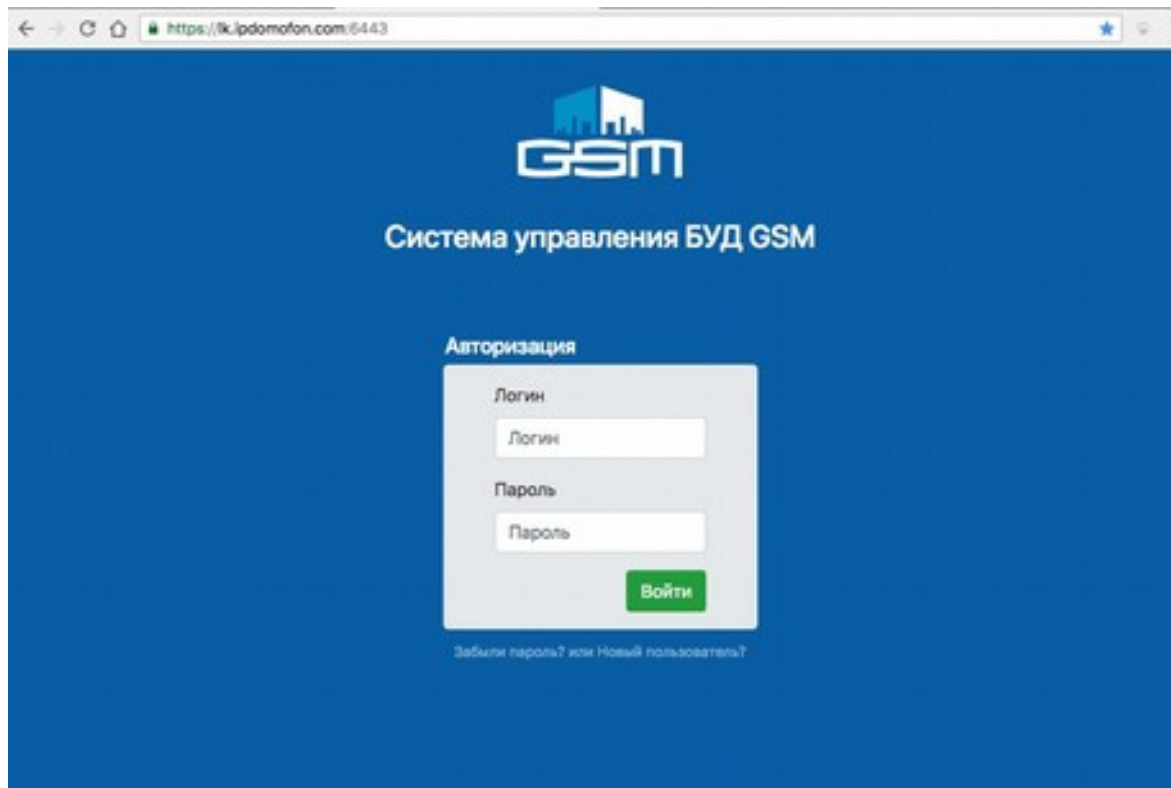 https://lk.ipdomofon.com:6443
GSM
Система управления БУД GSM
Авторизация
Логин
Логин
Пароль
Пароль
Войти
Забыли пароль? или Новый пользователь?